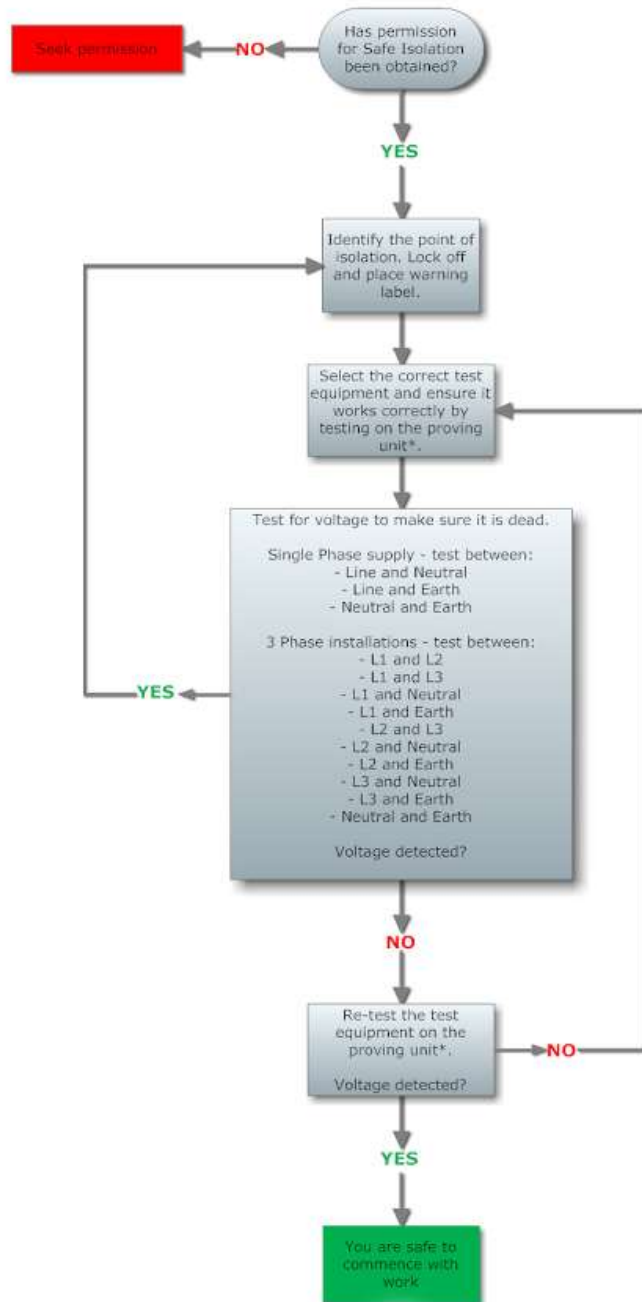 Has permission
for Safe Isolation
been obtained?
NO
Seek permission
YES
Identify the point of
isolation. Lock off
and place warning
label.
Select the correct test
equipment and ensure it
works correctly by
testing on the proving
unit*.
Test for voltage to make sure it is dead.
Single Phase supply - test between:
- Line and Neutral
- Line and Earth
- Neutral and Earth
3 Phase installations - test between:
- L1 and L2
- L1 and L3
- L1 and Neutral
- L1 and Earth
- L2 and L3
- L2 and Neutral
- L2 and Earth
- L3 and Neutral
- L3 and Earth
- Neutral and Earth
Voltage detected?
YES
NO
Re-test the test
equipment on the
proving unit*.
Voltage detected?
NO
YES
You are safe to
commence with
work